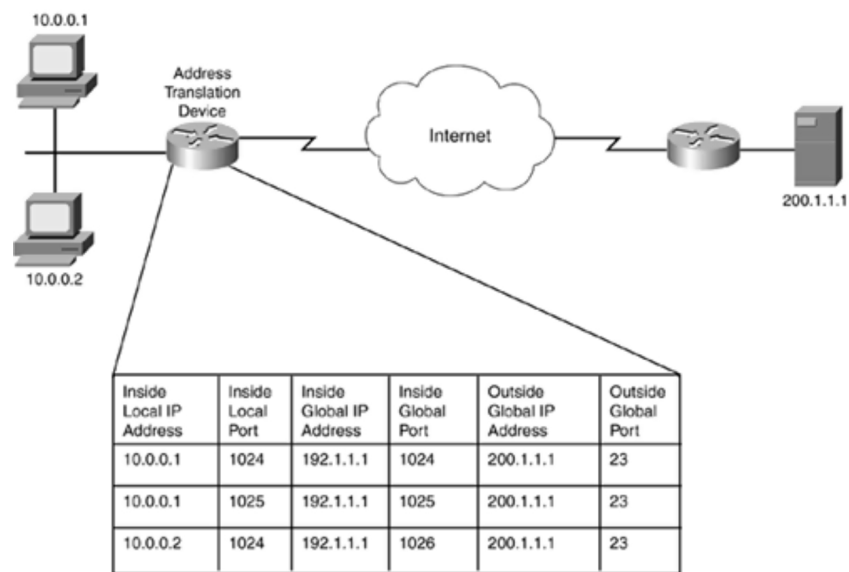 10.0.0.1
Address
Translation
Device
Internet
200.1.1.1
10.0.0.2
Inside Local IP Address Inside Local Port Inside Global IP Address Inside Global Port Outside Global IP Address Outside Global Port
10.0.0.1 1024 192.1.1.1 1024 200.1.1.1 23
10.0.0.1 1025 192.1.1.1 1025 200.1.1.1 23
10.0.0.2 1024 192.1.1.1 1026 200.1.1.1 23